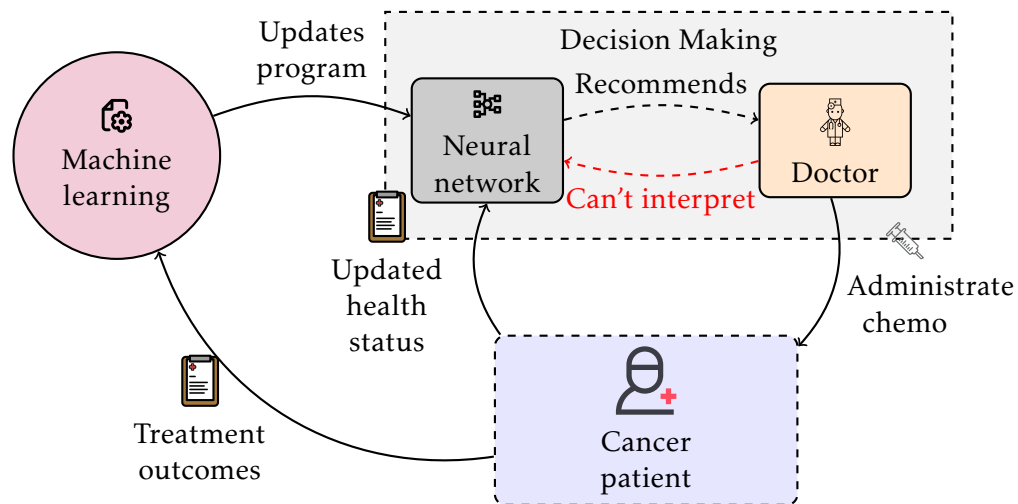 Updates
program
Decision Making
Recommends
Machine
learning
Neural
network
Doctor
Can't interpret
Updated
health
status
Administrate
chemo
Treatment
outcomes
Cancer
patient